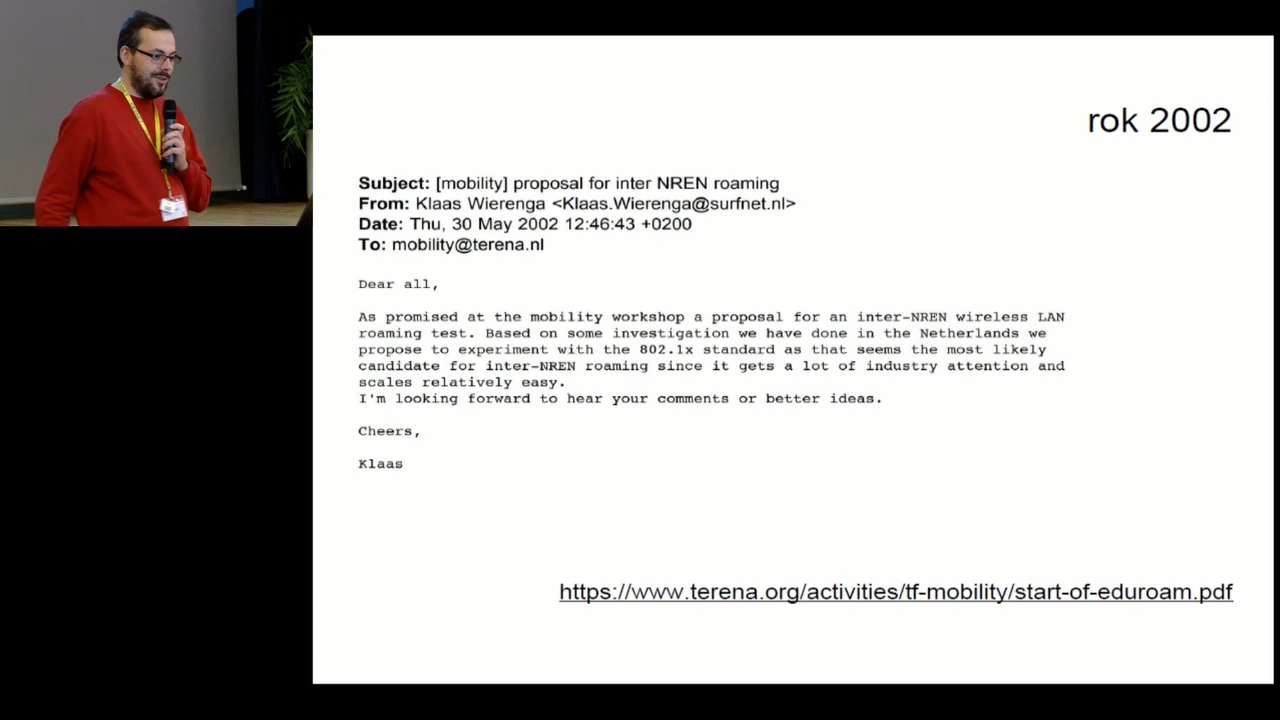 rok 2002
Subject: [mobility] proposal for inter NREN roaming
From: Klaas Wierenga <Klaas.Wierenga@surfnet.nl>
Date: Thu, 30 May 2002 12:46:43 +0200
To: mobility@terena.nl
Dear all,
As promised at the mobility workshop a proposal for an inter-NREN wireless LAN
roaming test. Based on some investigation we have done in the Netherlands we
propose to experiment with the 802.1x standard as that seems the most likely
candidate for inter-NREN roaming since it gets a lot of industry attention and
scales relatively easy.
I'm looking forward to hear your comments or better ideas.
Cheers,
Klaas
https://www.terena.org/activities/tf-mobility/start-of-eduroam.pdf